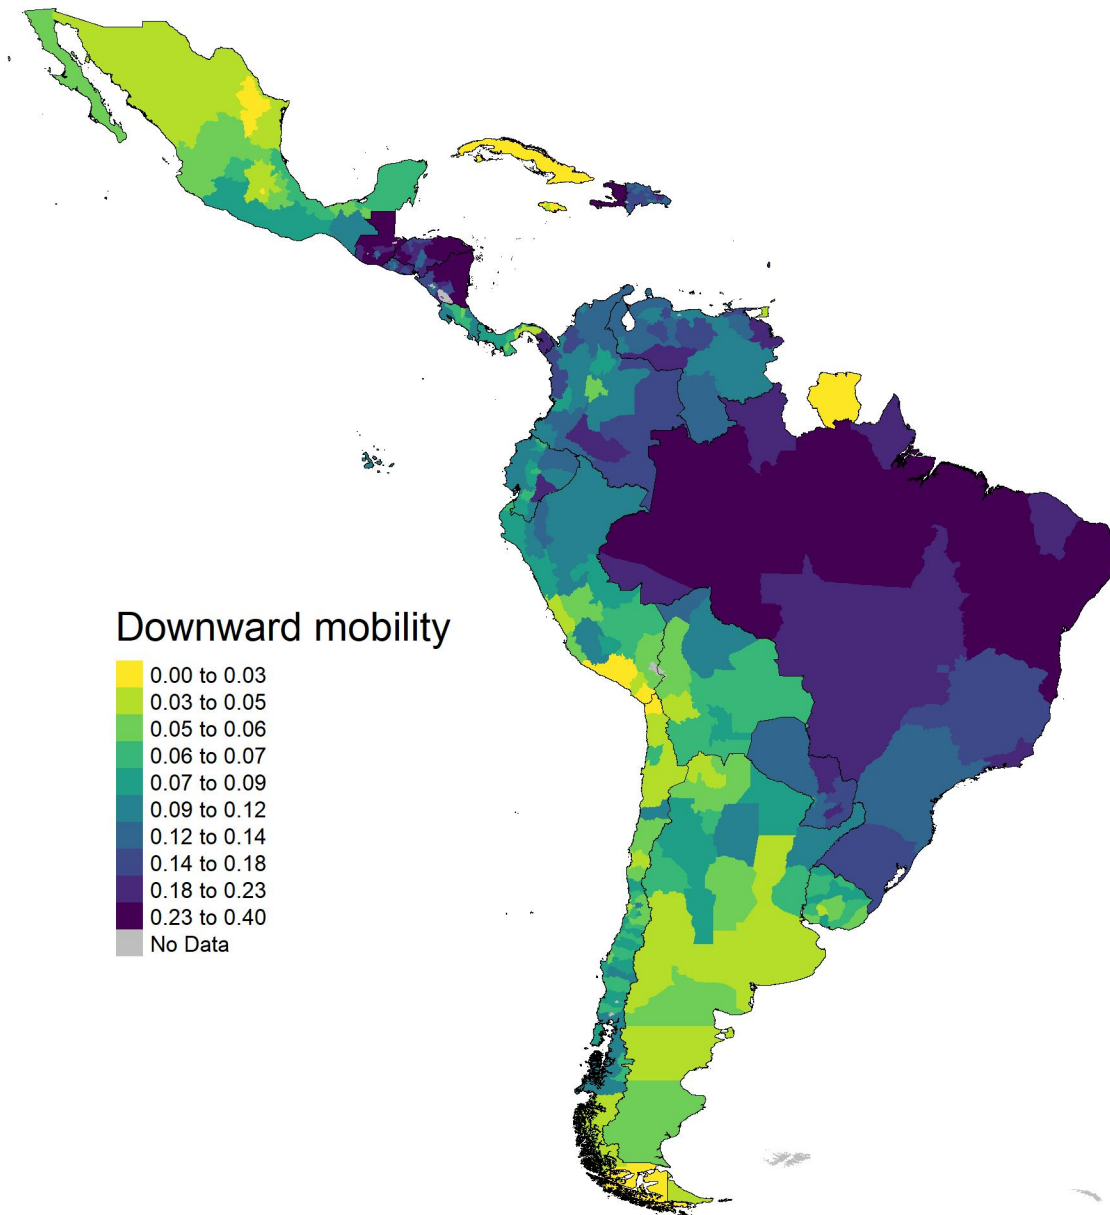 Downward mobility
0.00 to 0.03
0.03 to 0.05
0.05 to 0.06
0.06 to 0.07
0.07 to 0.09
0.09 to 0.12
0.12 to 0.14
0.14 to 0.18
0.18 to 0.23
0.23 to 0.40
No Data